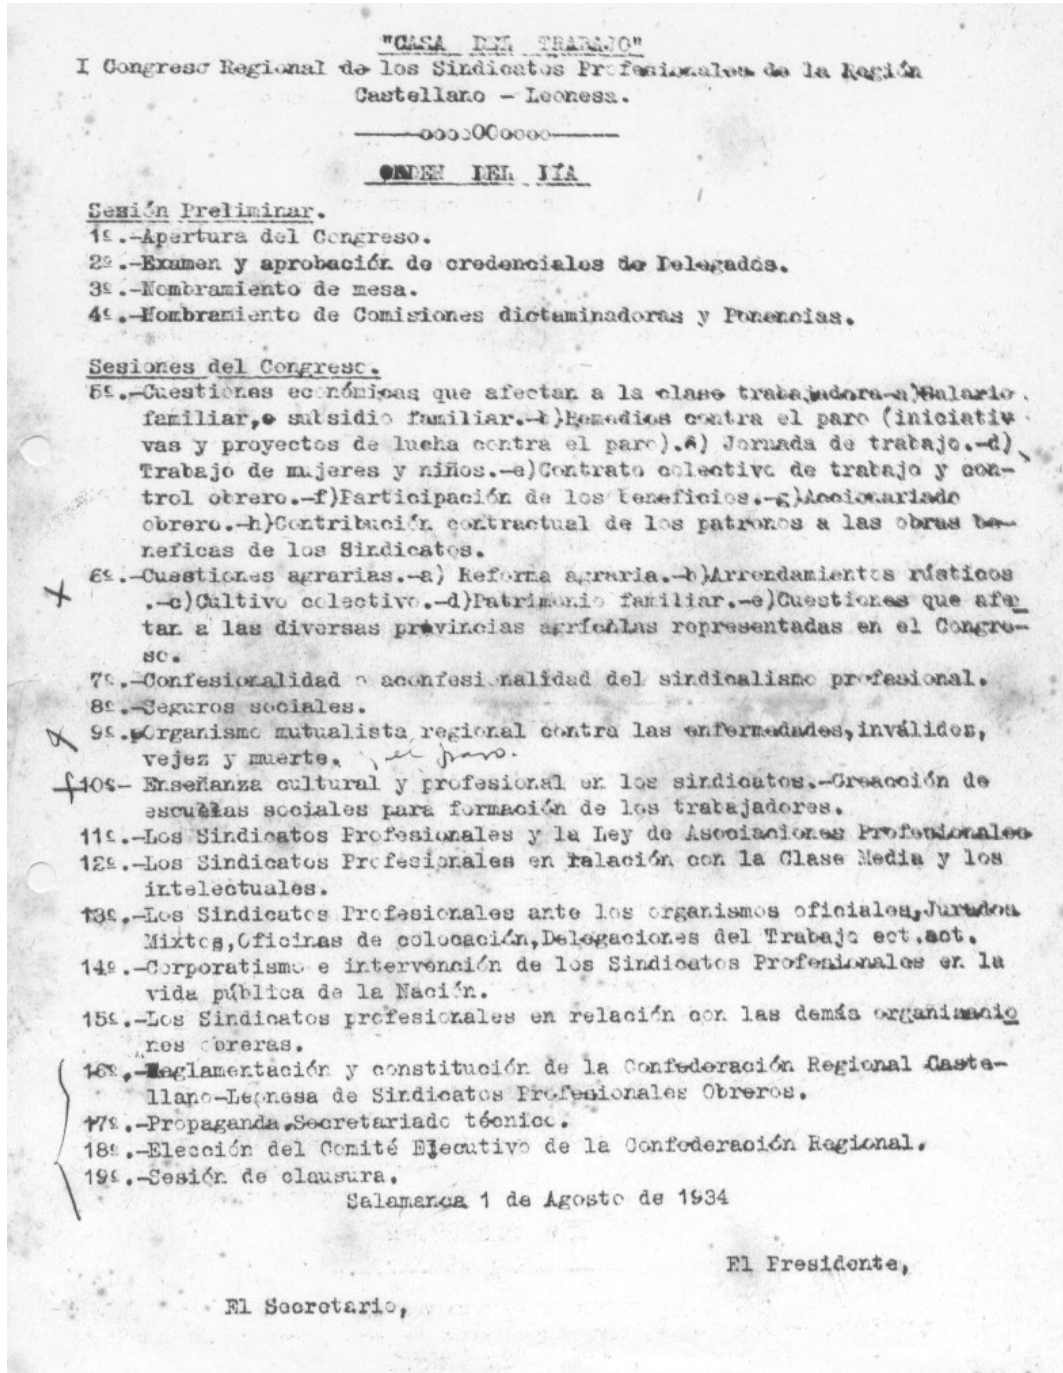 "CASA DEL TRABAJO"
I Congreso Regional de los Sindicatos Profesionales de la Región
Castellano - Leonesa.
-----oooo00oooo-----
ORDEN DEL DÍA
Sesión Preliminar.
1º.-Apertura del Congreso.
2º.-Examen y aprobación de credenciales de Delegados.
3º.-Nombramiento de mesa.
4º.-Nombramiento de Comisiones dictaminadoras y Ponencias.
Sesiones del Congreso.
5º.-Cuestiones económicas que afectan a la clase trabajadora-a)Salario
familiar,o subsidio familiar.-b)Remedios contra el paro (iniciati-
vas y proyectos de lucha contra el paro).c) Jornada de trabajo.-d)
Trabajo de mujeres y niños.-e)Contrato colectivo de trabajo y con-
trol obrero.-f)Participación de los beneficios.-g)Accionariado
obrero.-h)Contribución contractual de los patronos a las obras be-
neficas de los Sindicatos.
6º.-Cuestiones agrarias.-a) Reforma agraria.-b)Arrendamientos rústicos
.-c)Cultivo colectivo.-d)Patrimonio familiar.-e)Cuestiones que afec
tan a las diversas provincias agrícolas representadas en el Congre-
so.
7º.-Confesionalidad o aconfesionalidad del sindicalismo profesional.
8º.-Seguros sociales.
9º.-Organismo mutualista regional contra las enfermedades,inválidez,
vejez y muerte. y el paro.
10º- Enseñanza cultural y profesional en los sindicatos.-Creacción de
escuelas sociales para formación de los trabajadores.
11º.-Los Sindicatos Profesionales y la Ley de Asociaciones Profesionales
12º.-Los Sindicatos Profesionales en relación con la Clase Media y los
intelectuales.
13º.-Los Sindicatos Profesionales ante los organismos oficiales,Jurados
Mixtos,Oficinas de colocación,Delegaciones del Trabajo ect.ect.
14º.-Corporatismo e intervención de los Sindicatos Profesionales en la
vida pública de la Nación.
15º.-Los Sindicatos profesionales en relación con las demás organizacio
nes obreras.
16º.-Reglamentación y constitución de la Confederación Regional Caste-
llano-Leonesa de Sindicatos Profesionales Obreros.
17º.-Propaganda.Secretariado técnico.
18º.-Elección del Comité Ejecutivo de la Confederación Regional.
19º.-Sesión de clausura.
Salamanca 1 de Agosto de 1934
El Presidente,
El Secretario,